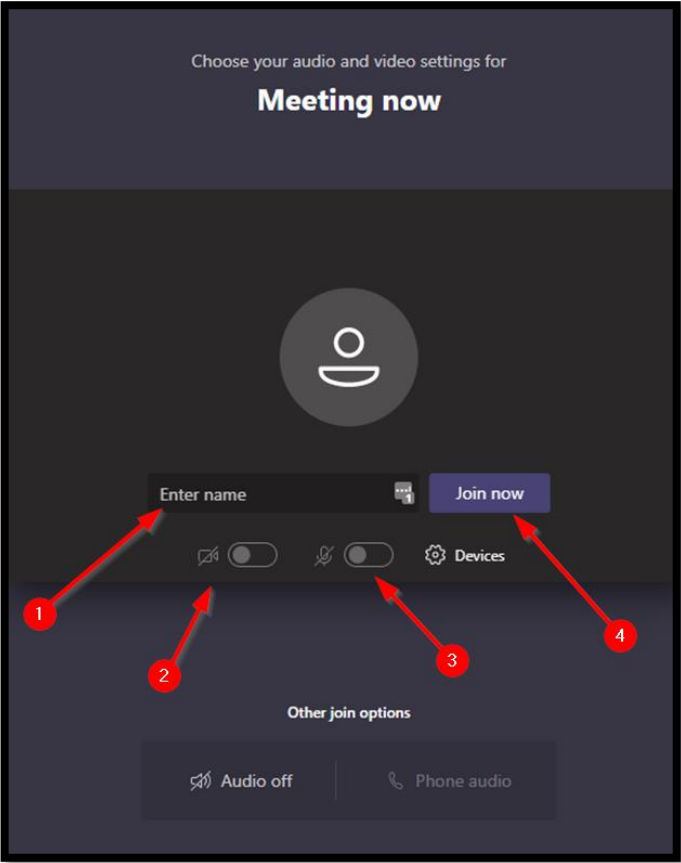 Choose your audio and video settings for
Meeting now
Enter name
1
Join now
Devices
1
2
3
4
Other join options
Audio off
Phone audio